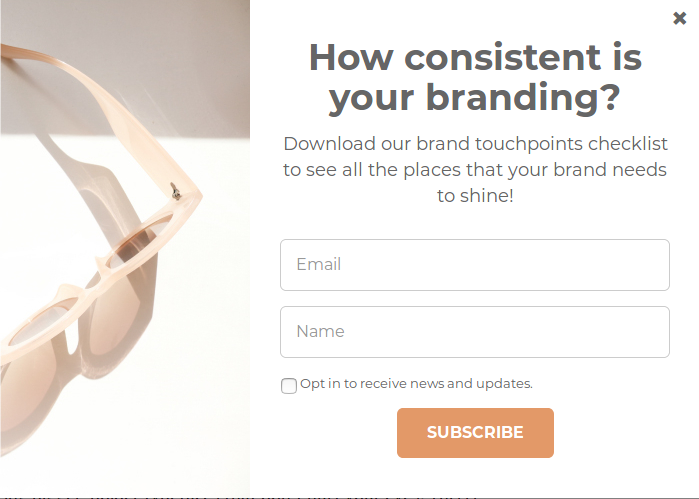 ✖
How consistent is
your branding?
Download our brand touchpoints checklist
to see all the places that your brand needs
to shine!
Email
Name
Opt in to receive news and updates.
SUBSCRIBE